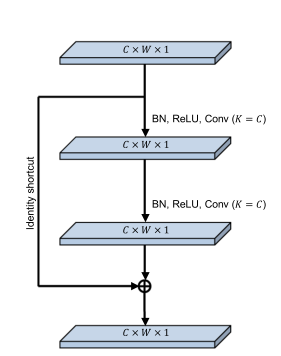 C × W × 1
BN, ReLU, Conv (K = C)
C × W × 1
Identity shortcut
BN, ReLU, Conv (K = C)
C × W × 1
C × W × 1